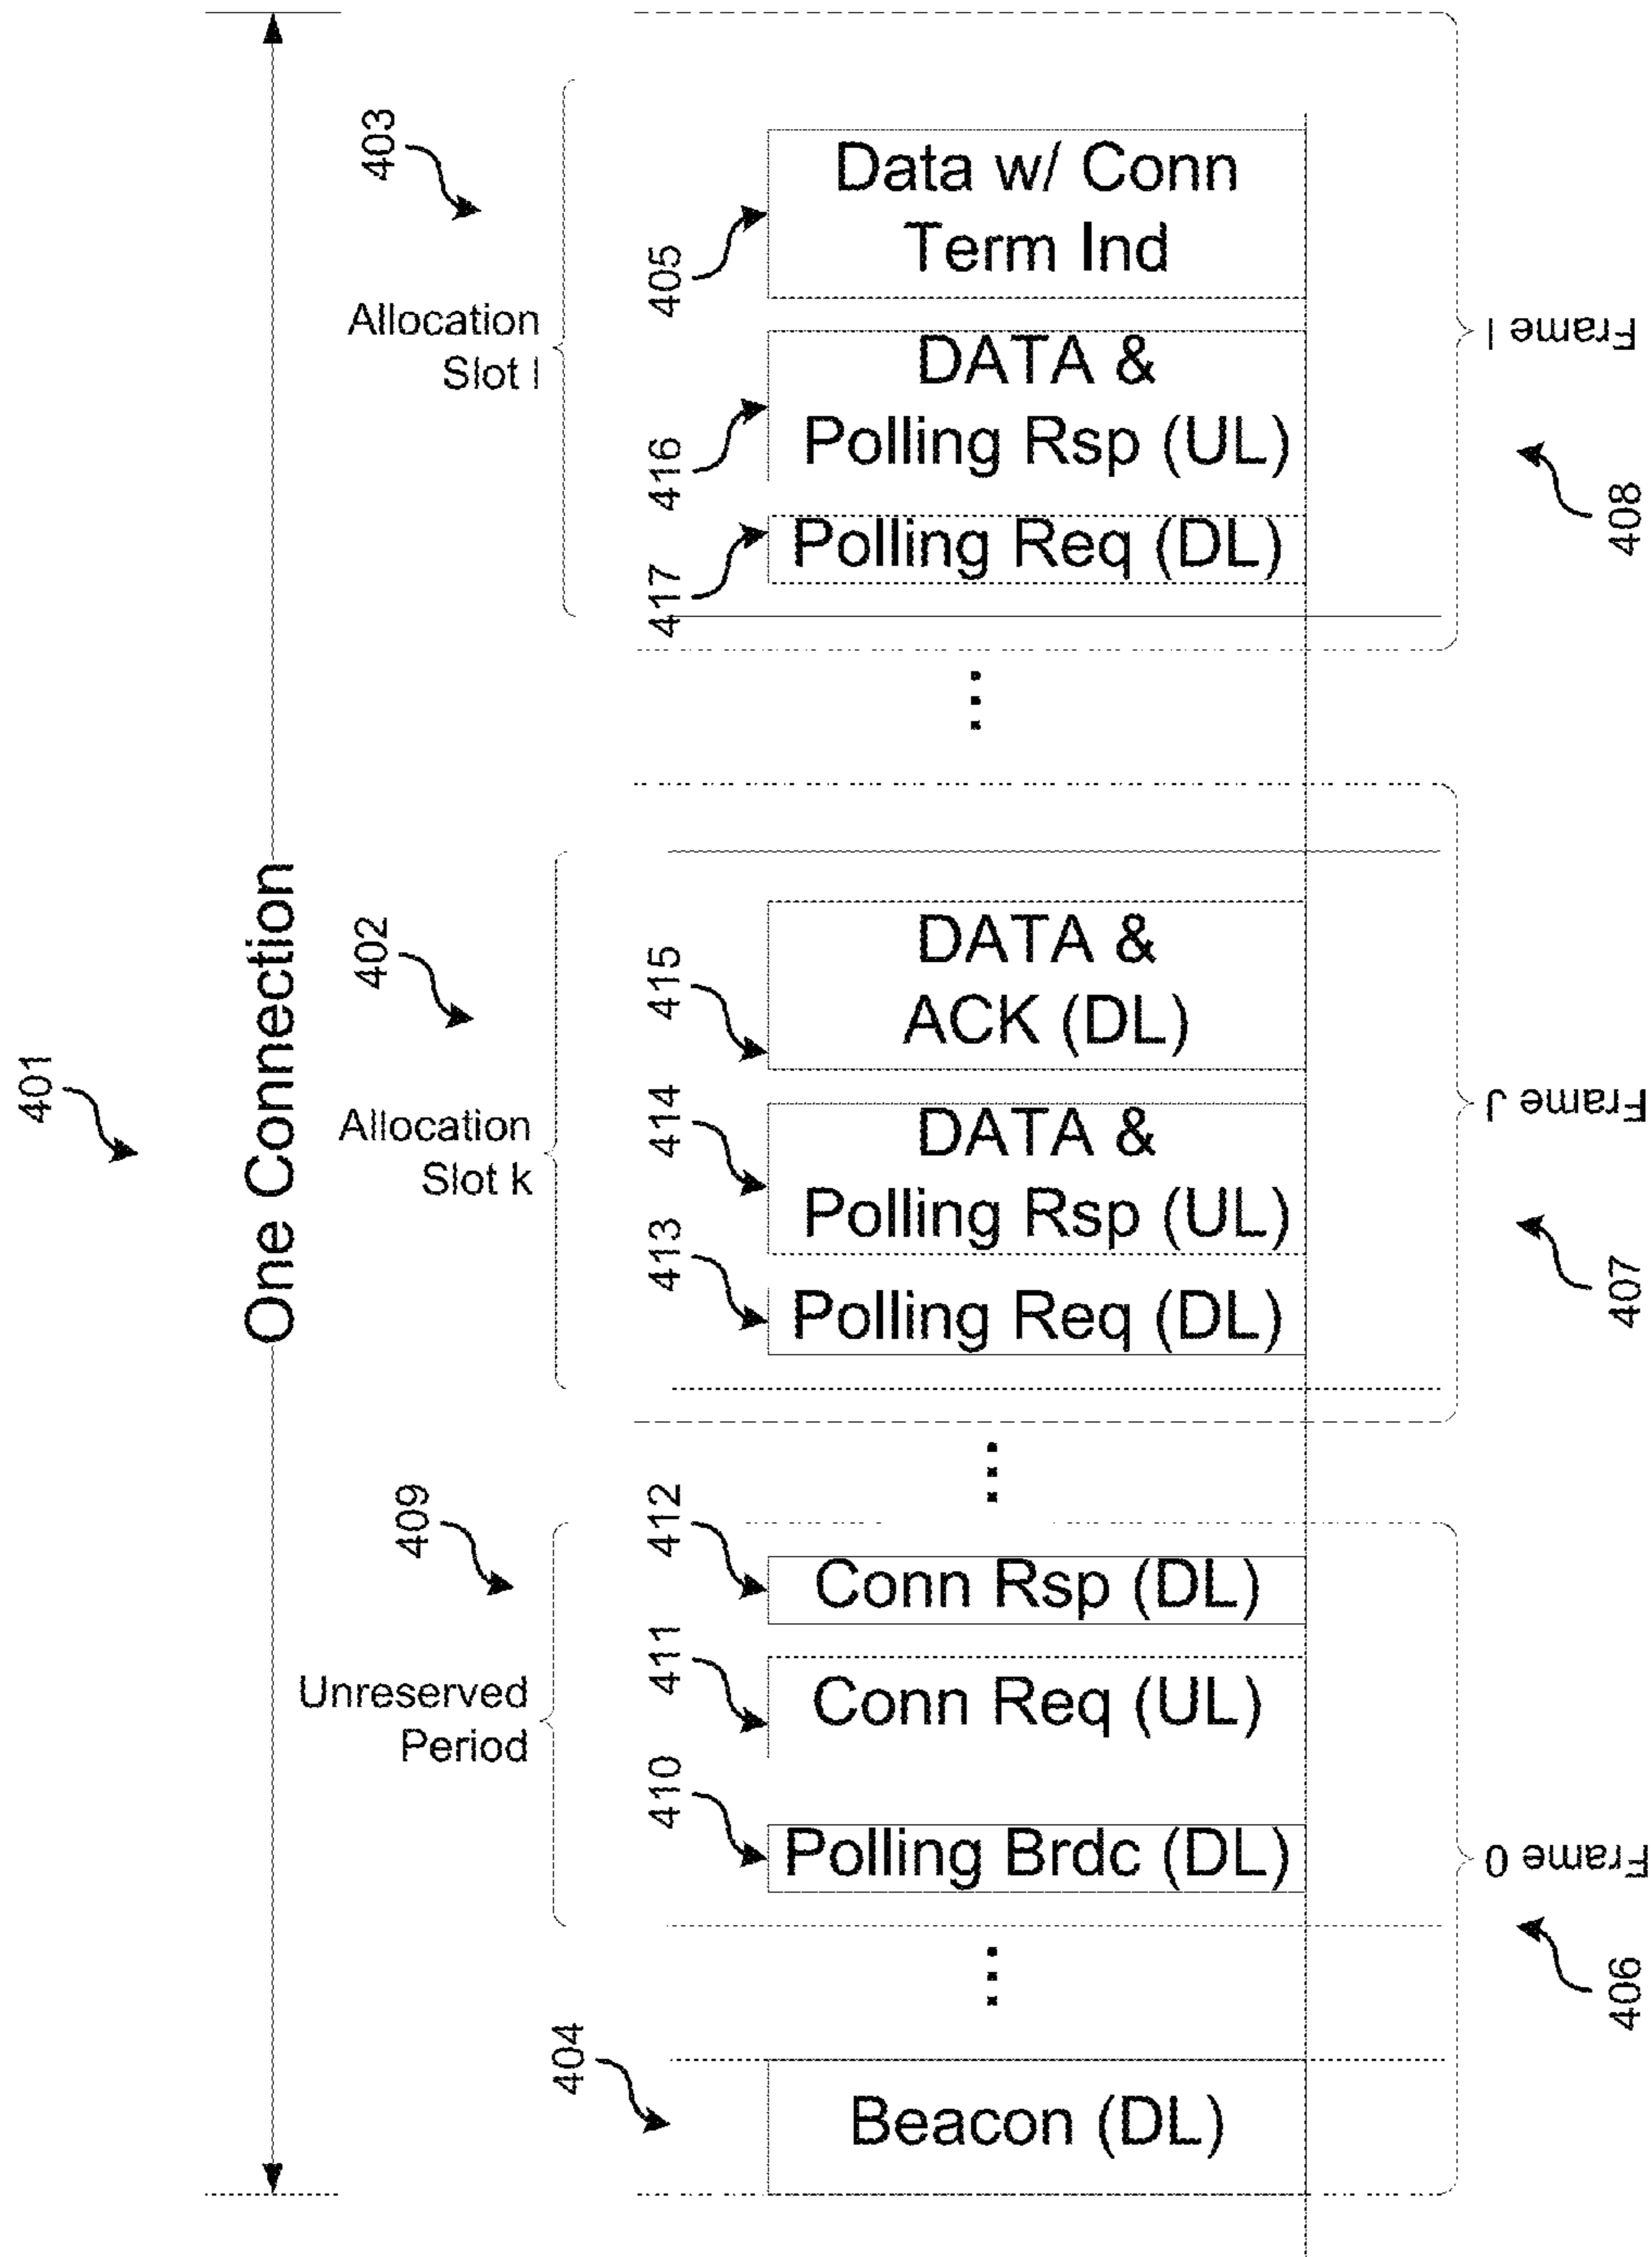 401
One Connection
403
Allocation
Slot l
405
Data w/ Conn
Term Ind
416
DATA &
Polling Rsp (UL)
417
Polling Req (DL)
Frame l
408
...
402
Allocation
Slot k
415
DATA &
ACK (DL)
414
DATA &
Polling Rsp (UL)
413
Polling Req (DL)
Frame J
407
...
409
Unreserved
Period
412
Conn Rsp (DL)
411
Conn Req (UL)
410
Polling Brdc (DL)
Frame 0
406
...
404
Beacon (DL)